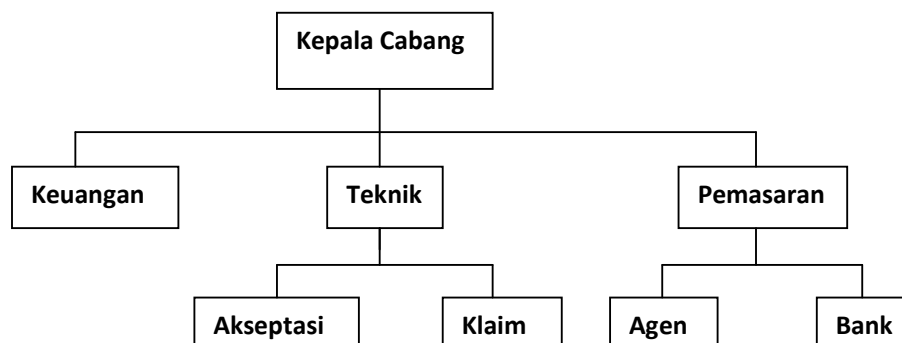 Kepala Cabang
Keuangan
Teknik
Pemasaran
Akseptasi
Klaim
Agen
Bank